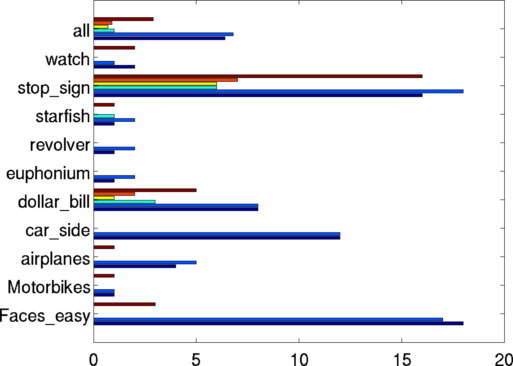 all
watch
stop_sign
starfish
revolver
euphonium
dollar_bill
car_side
airplanes
Motorbikes
Faces_easy
0 5 10 15 20